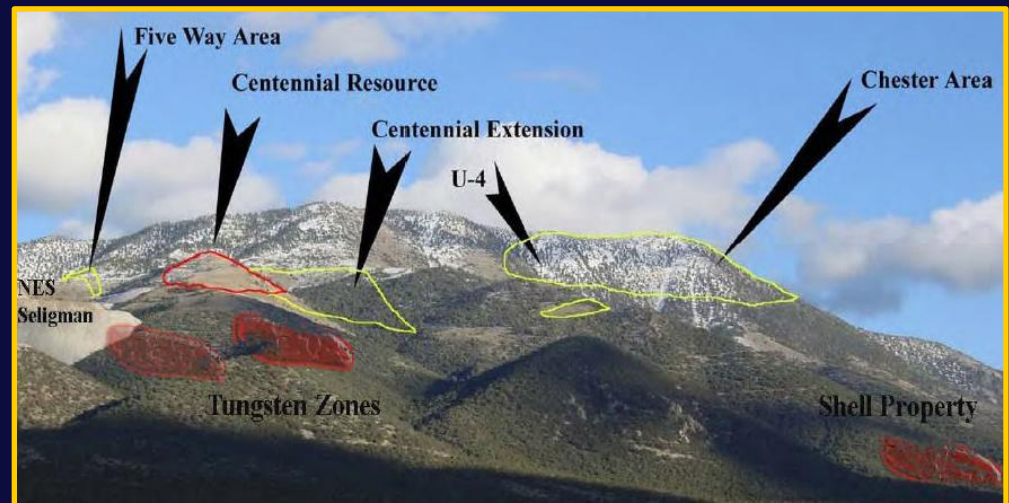 Five Way Area
Centennial Resource
Chester Area
Centennial Extension
U-4
NES
Seligman
Tungsten Zones
Shell Property